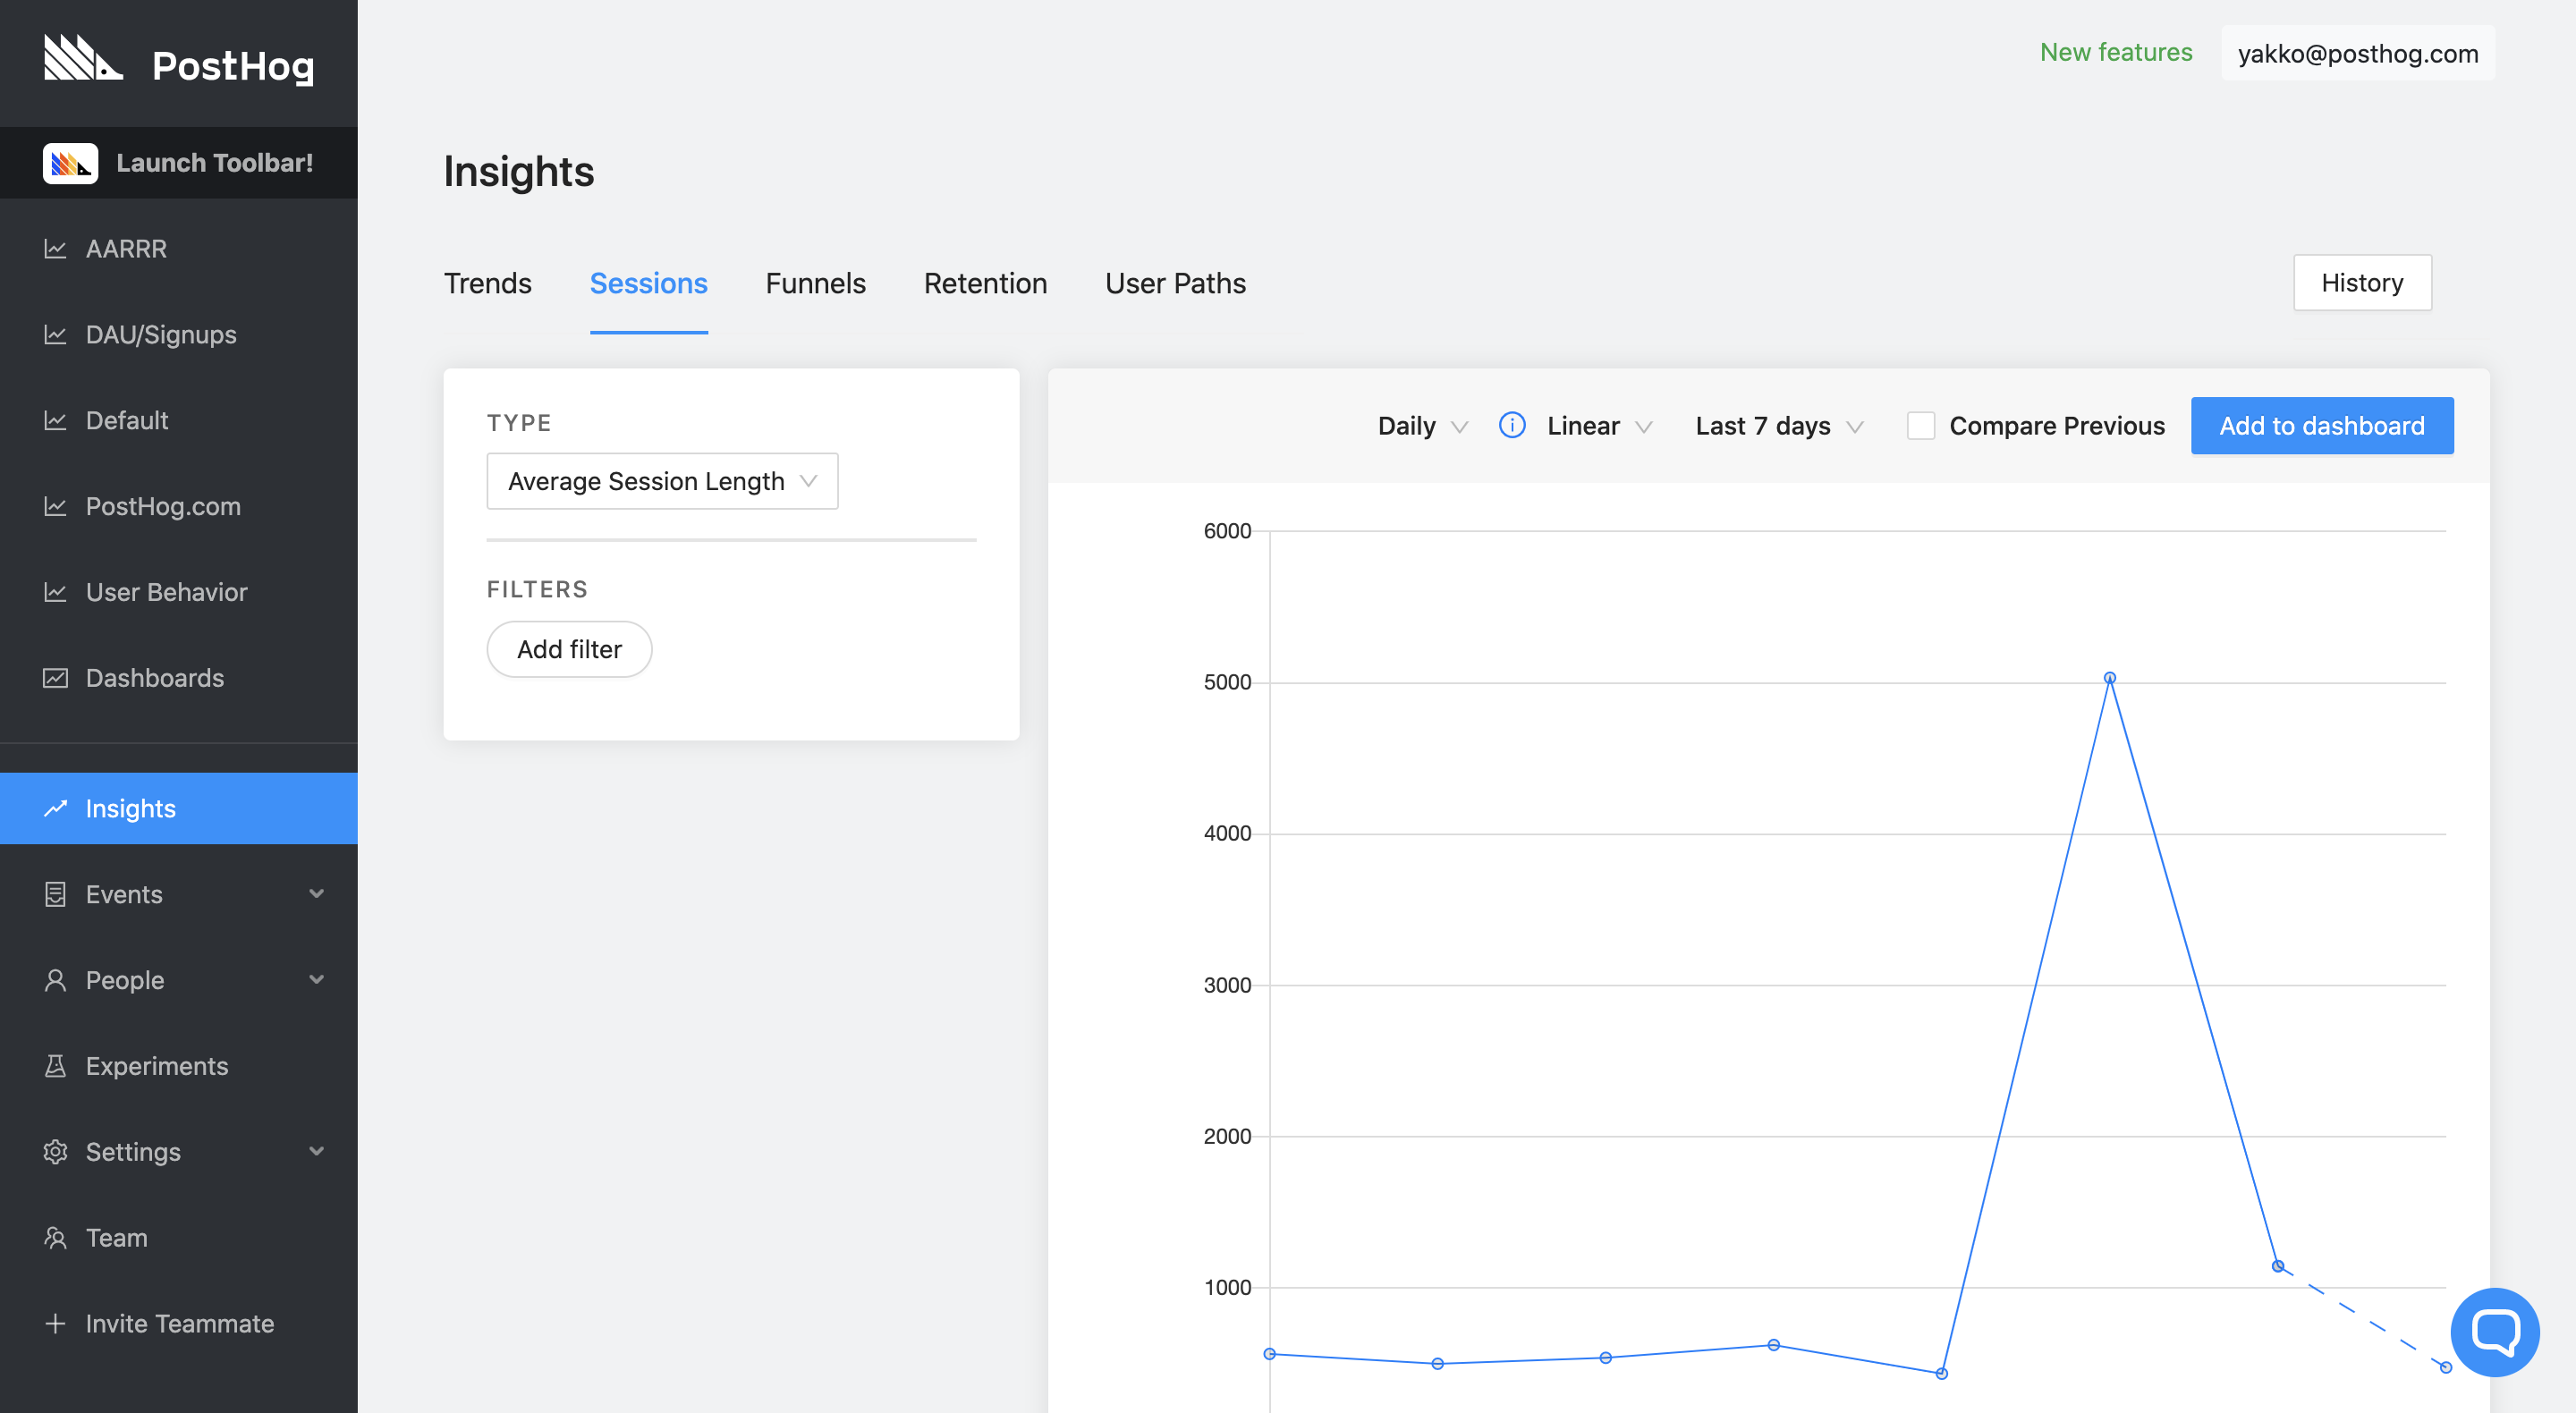 PostHog
Launch Toolbar!
AARRR
DAU/Signups
Default
PostHog.com
User Behavior
Dashboards
Insights
Events
People
Experiments
Settings
Team
Invite Teammate
New features
yakko@posthog.com
Insights
Trends Sessions Funnels Retention User Paths
History
TYPE
Average Session Length
FILTERS
Add filter
Daily Linear Last 7 days Compare Previous Add to dashboard
6000
5000
4000
3000
2000
1000